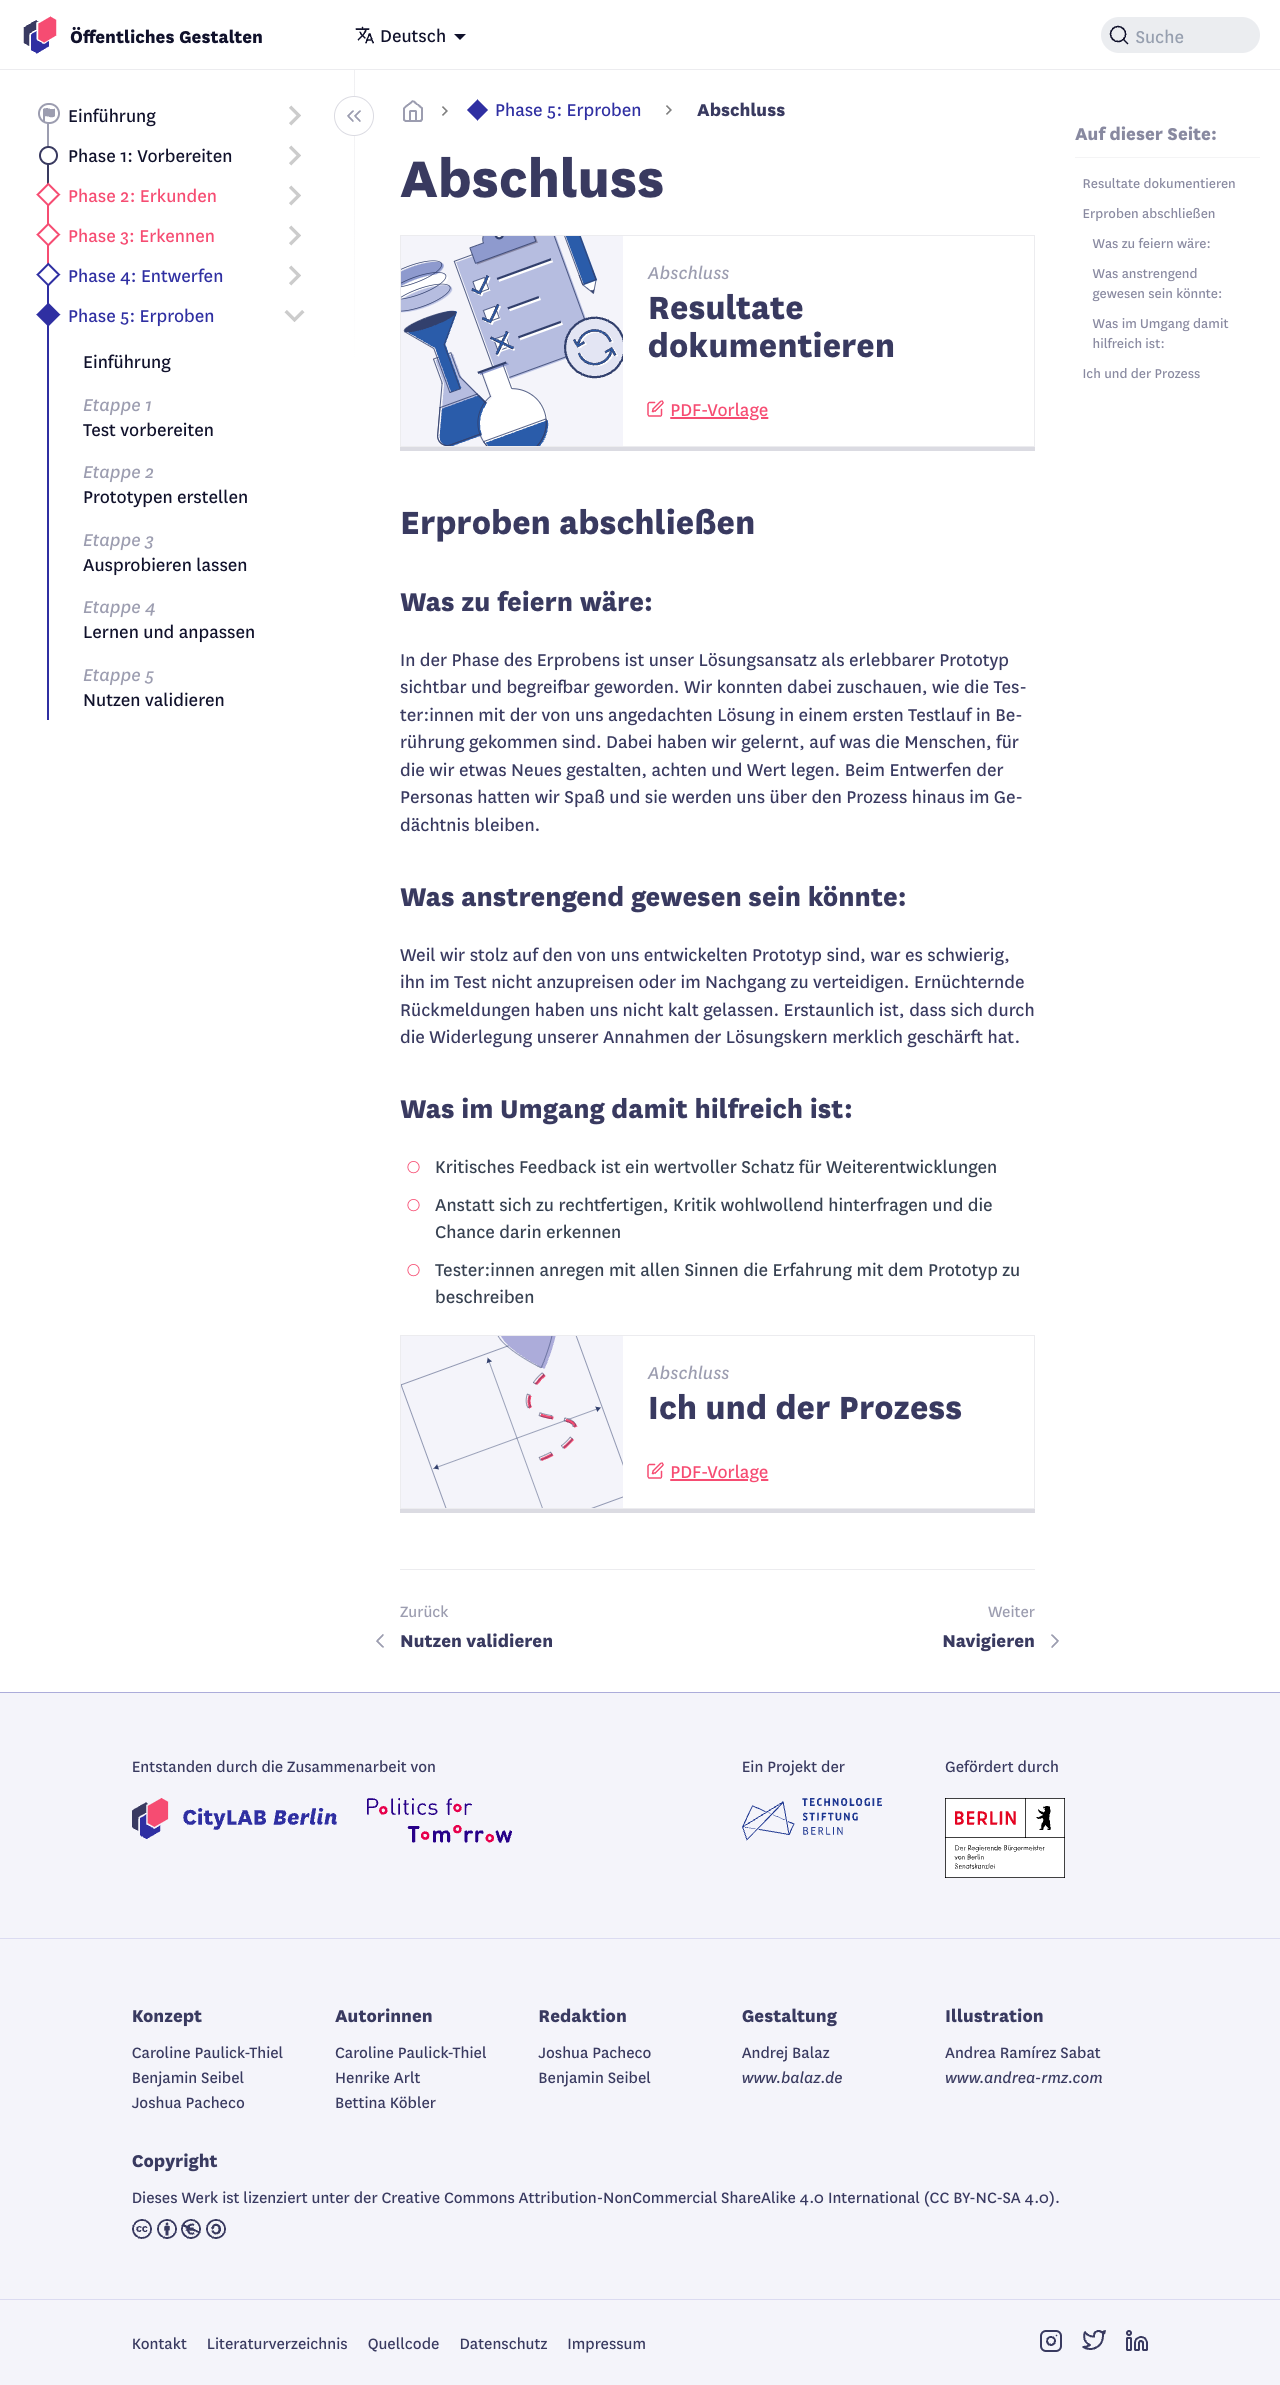 Öffentliches Gestalten
Deutsch
Suche
Einführung
Phase 1: Vorbereiten
Phase 2: Erkunden
Phase 3: Erkennen
Phase 4: Entwerfen
Phase 5: Erproben
Einführung
Etappe 1
Test vorbereiten
Etappe 2
Prototypen erstellen
Etappe 3
Ausprobieren lassen
Etappe 4
Lernen und anpassen
Etappe 5
Nutzen validieren
Phase 5: Erproben
Abschluss
Abschluss
Abschluss
Resultate
dokumentieren
PDF-Vorlage
Erproben abschließen
Was zu feiern wäre:
In der Phase des Erprobens ist unser Lösungsansatz als erlebbarer Prototyp
sichtbar und begreifbar geworden. Wir konnten dabei zuschauen, wie die Tes-
ter:innen mit der von uns angedachten Lösung in einem ersten Testlauf in Be-
rührung gekommen sind. Dabei haben wir gelernt, auf was die Menschen, für
die wir etwas Neues gestalten, achten und Wert legen. Beim Entwerfen der
Personas hatten wir Spaß und sie werden uns über den Prozess hinaus im Ge-
dächtnis bleiben.
Was anstrengend gewesen sein könnte:
Weil wir stolz auf den von uns entwickelten Prototyp sind, war es schwierig,
ihn im Test nicht anzupreisen oder im Nachgang zu verteidigen. Ernüchternde
Rückmeldungen haben uns nicht kalt gelassen. Erstaunlich ist, dass sich durch
die Widerlegung unserer Annahmen der Lösungskern merklich geschärft hat.
Was im Umgang damit hilfreich ist:
Kritisches Feedback ist ein wertvoller Schatz für Weiterentwicklungen
Anstatt sich zu rechtfertigen, Kritik wohlwollend hinterfragen und die
Chance darin erkennen
Tester:innen anregen mit allen Sinnen die Erfahrung mit dem Prototyp zu
beschreiben
Abschluss
Ich und der Prozess
PDF-Vorlage
Zurück
Nutzen validieren
Weiter
Navigieren
Auf dieser Seite:
Resultate dokumentieren
Erproben abschließen
Was zu feiern wäre:
Was anstrengend
gewesen sein könnte:
Was im Umgang damit
hilfreich ist:
Ich und der Prozess
Entstanden durch die Zusammenarbeit von
CityLAB Berlin
Politics for
Tomorrow
Ein Projekt der
TECHNOLOGIE
STIFTUNG
BERLIN
Gefördert durch
BERLIN
Der Regierende Bürgermeister
von Berlin
Senatskanzlei
Konzept
Caroline Paulick-Thiel
Benjamin Seibel
Joshua Pacheco
Autorinnen
Caroline Paulick-Thiel
Henrike Arlt
Bettina Köbler
Redaktion
Joshua Pacheco
Benjamin Seibel
Gestaltung
Andrej Balaz
www.balaz.de
Illustration
Andrea Ramírez Sabat
www.andrea-rmz.com
Copyright
Dieses Werk ist lizenziert unter der Creative Commons Attribution-NonCommercial ShareAlike 4.0 International (CC BY-NC-SA 4.0).
Kontakt
Literaturverzeichnis
Quellcode
Datenschutz
Impressum